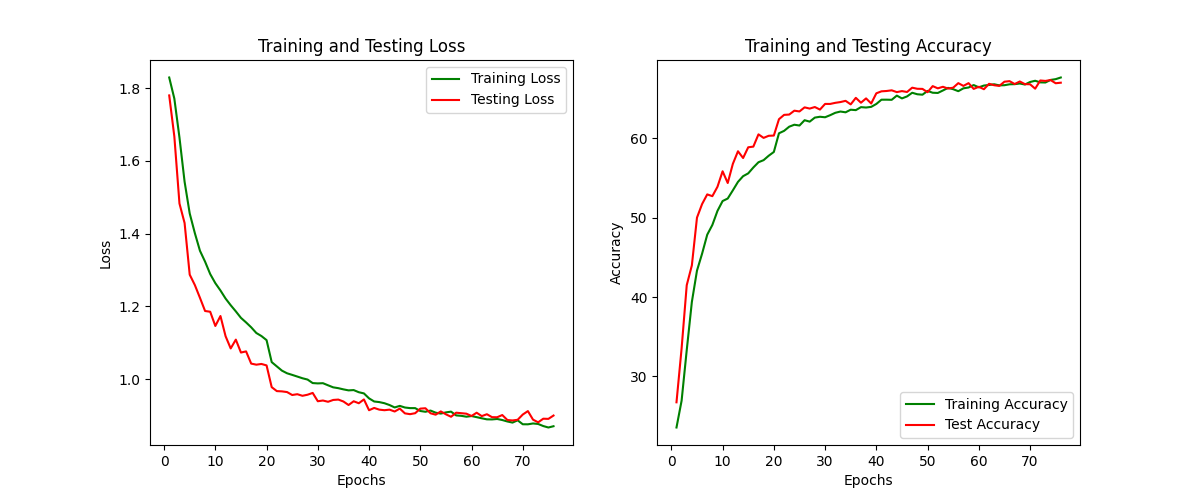 Training and Testing Loss
Training Loss
Testing Loss
1.8
1.6
1.4
1.2
1.0
Loss
0
10
20
30
40
50
60
70
Epochs
Training and Testing Accuracy
60
50
40
30
Accuracy
Training Accuracy
Test Accuracy
0
10
20
30
40
50
60
70
Epochs